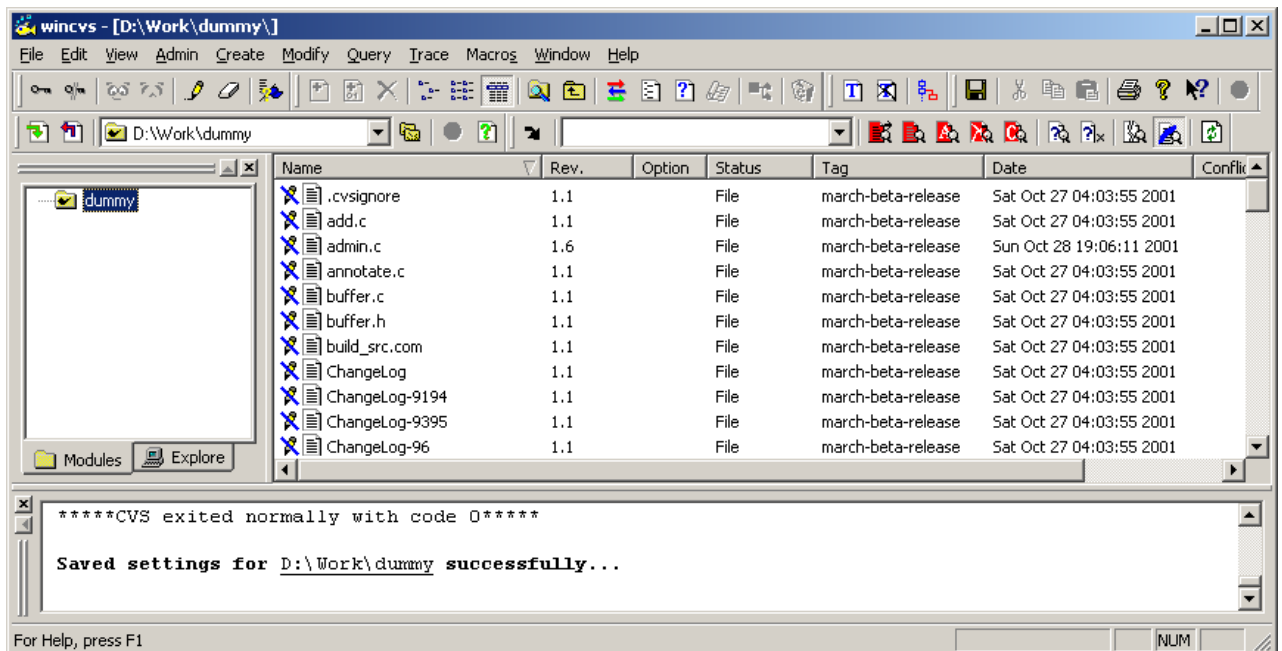 wincvs - [D:\Work\dummy\]
File Edit View Admin Create Modify Query Trace Macros Window Help
D:\Work\dummy
Name Rev. Option Status Tag Date Conflic
dummy
.cvsignore 1.1 File march-beta-release Sat Oct 27 04:03:55 2001
add.c 1.1 File march-beta-release Sat Oct 27 04:03:55 2001
admin.c 1.6 File march-beta-release Sun Oct 28 19:06:11 2001
annotate.c 1.1 File march-beta-release Sat Oct 27 04:03:55 2001
buffer.c 1.1 File march-beta-release Sat Oct 27 04:03:55 2001
buffer.h 1.1 File march-beta-release Sat Oct 27 04:03:55 2001
build_src.com 1.1 File march-beta-release Sat Oct 27 04:03:55 2001
ChangeLog 1.1 File march-beta-release Sat Oct 27 04:03:55 2001
ChangeLog-9194 1.1 File march-beta-release Sat Oct 27 04:03:55 2001
ChangeLog-9395 1.1 File march-beta-release Sat Oct 27 04:03:55 2001
ChangeLog-96 1.1 File march-beta-release Sat Oct 27 04:03:55 2001
Modules Explore
*****CVS exited normally with code 0*****
Saved settings for D:\Work\dummy successfully...
For Help, press F1 NUM